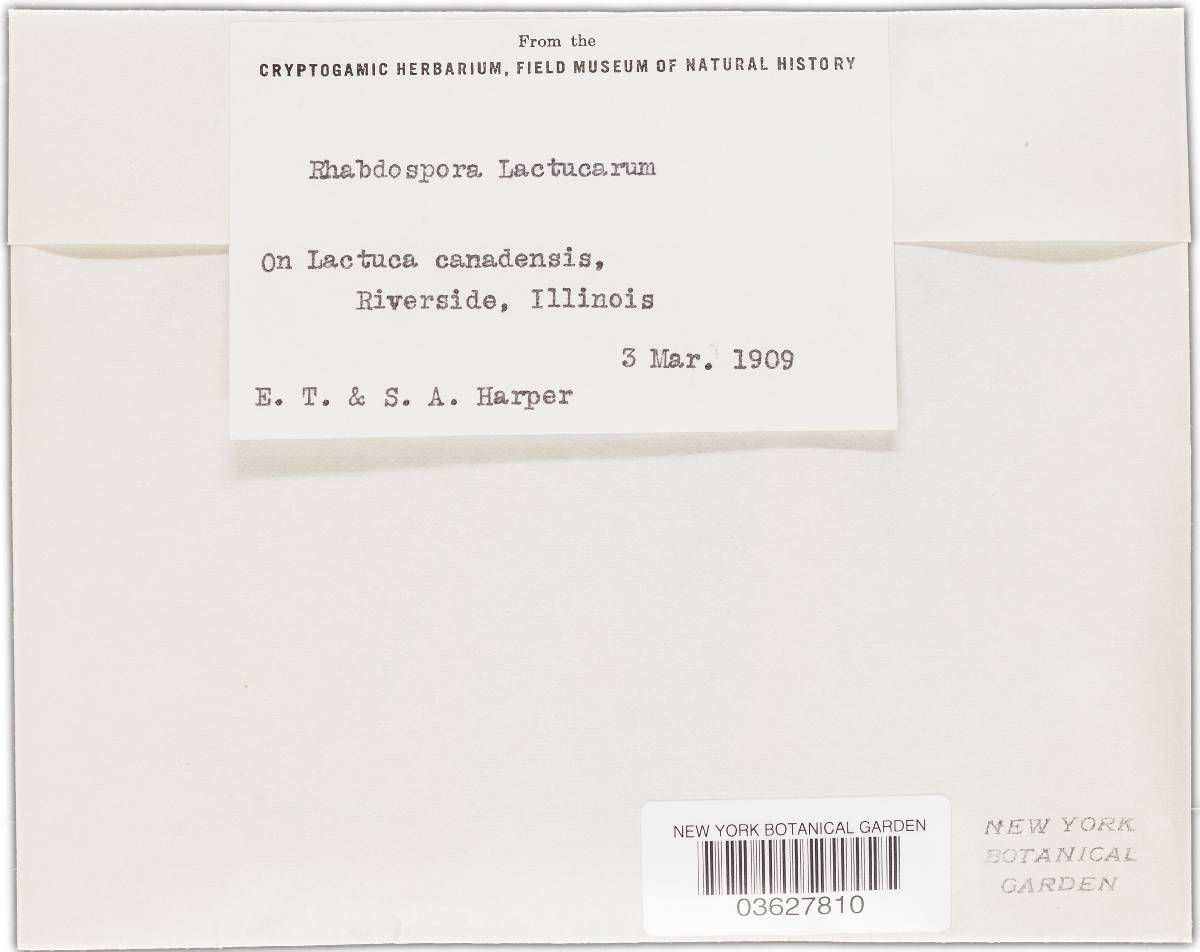 From the
CRYPTOGAMIC HERBARIUM, FIELD MUSEUM OF NATURAL HISTORY
Rhabdospora Lactucarum
On Lactuca canadensis,
Riverside, Illinois
3 Mar. 1909
E. T. & S. A. Harper
NEW YORK BOTANICAL GARDEN
03627810
NEW YORK
BOTANICAL
GARDEN